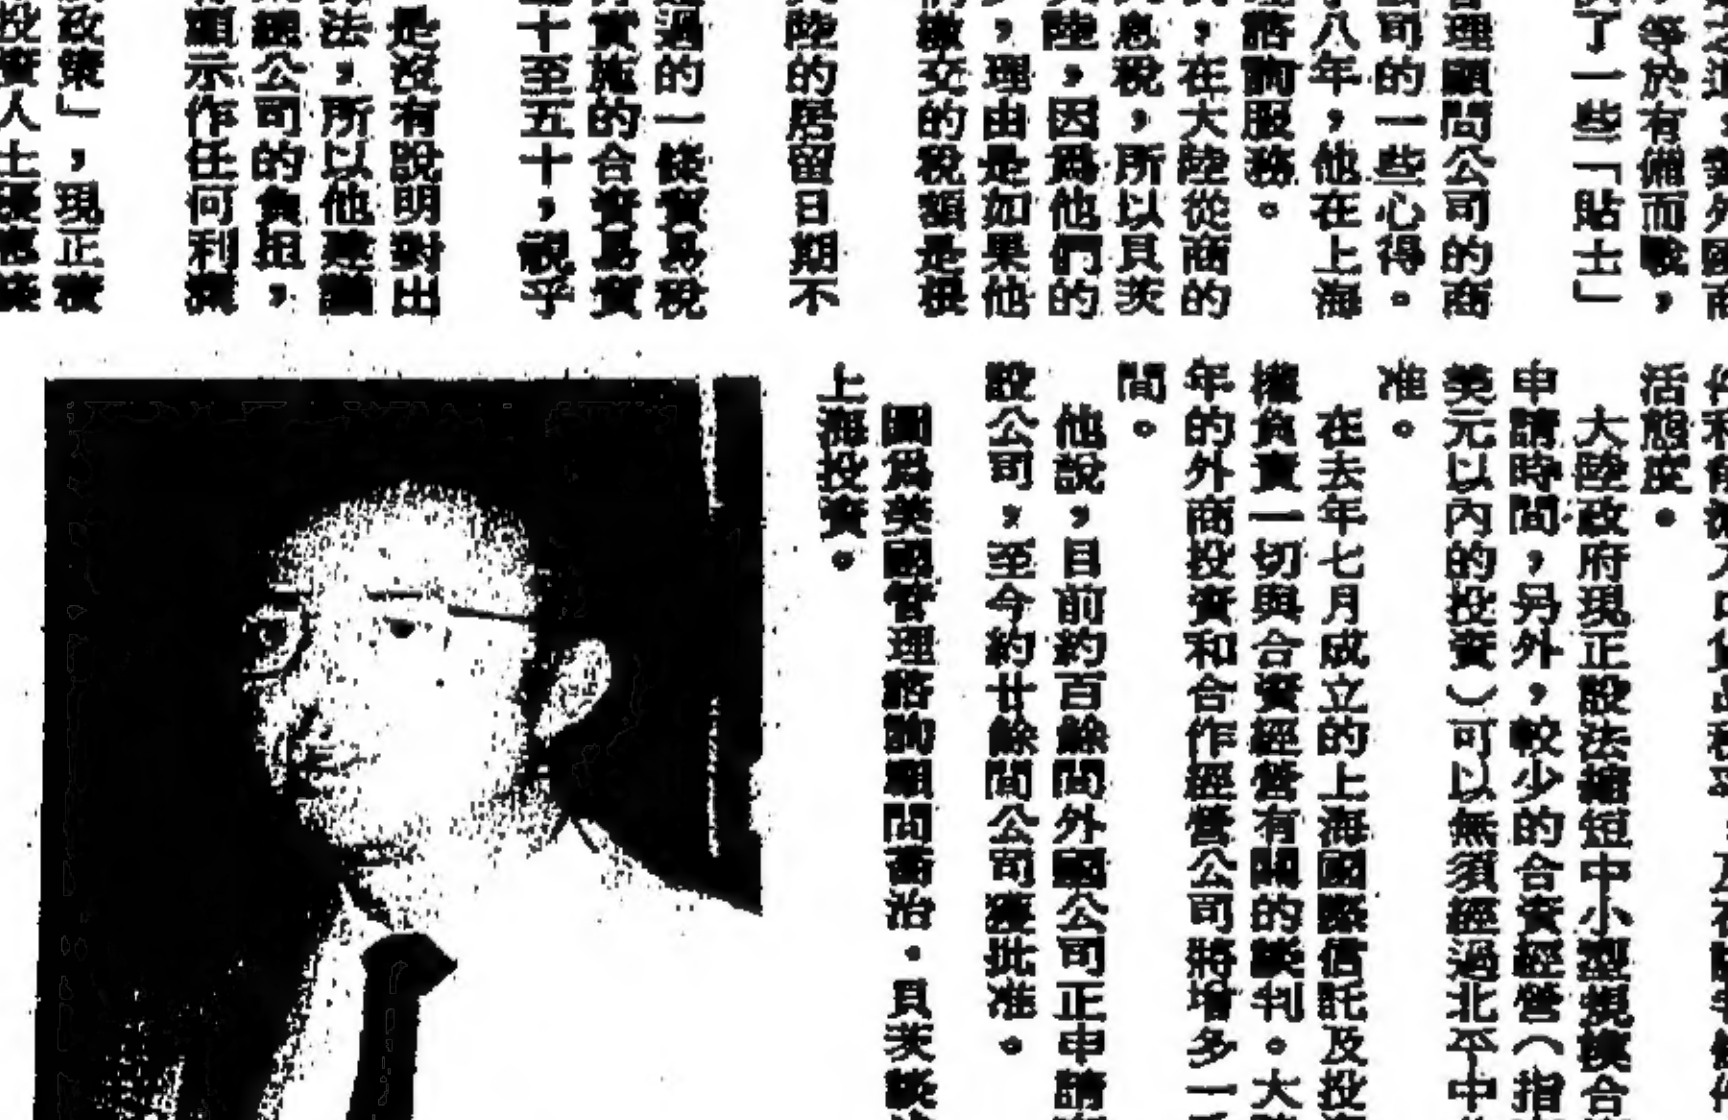 等於有備而戰，
了一些「貼士」
理顧問公司的商
司的一些心得。
八年，他在上海
諮詢服務。
，在大陸從商的
息稅，所以貝茨
陸，因為他們的
，理由是如果他
繳交的稅額是根
陸的居留日期不
過的一條貿易稅
實施的合資易貨
十至五十，視乎
是沒有說明對出
法，所以他建議
公司的負担，
顯示作任何利
政策」，現正積
投資人士
活態度。
大陸政府現正設法縮短中小型規模合
申請時間，另外，較少的合資經營（指
美元以內的投資）可以無須經過北平中
准。
在去年七月成立的上海國際信託及投
權負責一切與合資經營有關的談判。大
年的外商投資和合作經營公司將增多一
間。
他說，目前約百餘間外國公司正申請
設公司，至今約廿餘間公司獲批准。
圖為美國管理諮詢顧問喬治．貝茨談
上海投資。